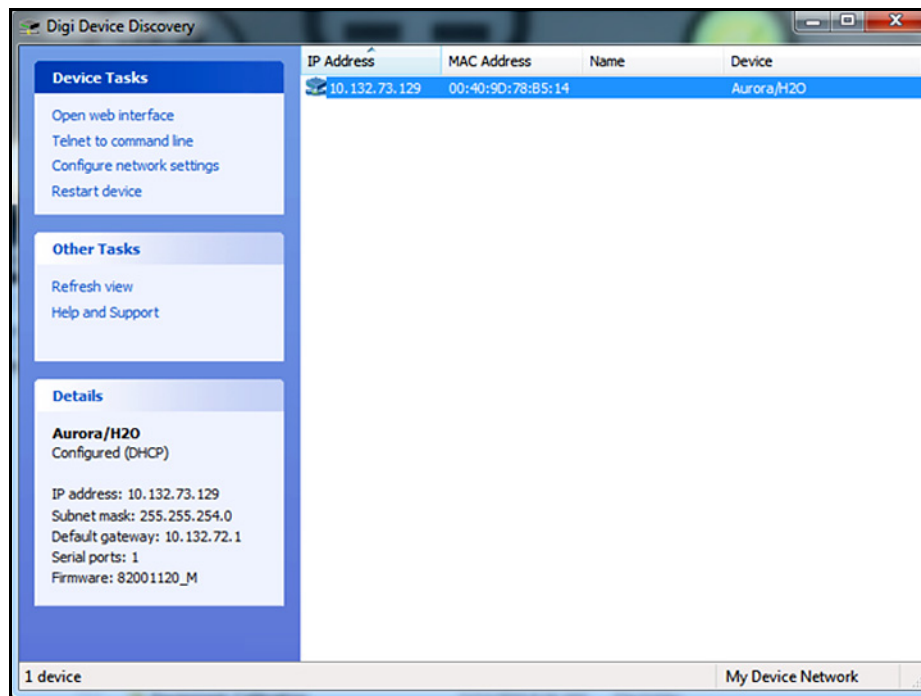 Digi Device Discovery
Device Tasks
Open web interface
Telnet to command line
Configure network settings
Restart device
Other Tasks
Refresh view
Help and Support
Details
Aurora/H2O
Configured (DHCP)
IP address: 10.132.73.129
Subnet mask: 255.255.254.0
Default gateway: 10.132.72.1
Serial ports: 1
Firmware: 82001120_M
IP Address MAC Address Name Device
10.132.73.129 00:40:9D:78:B5:14 Aurora/H2O
1 device My Device Network